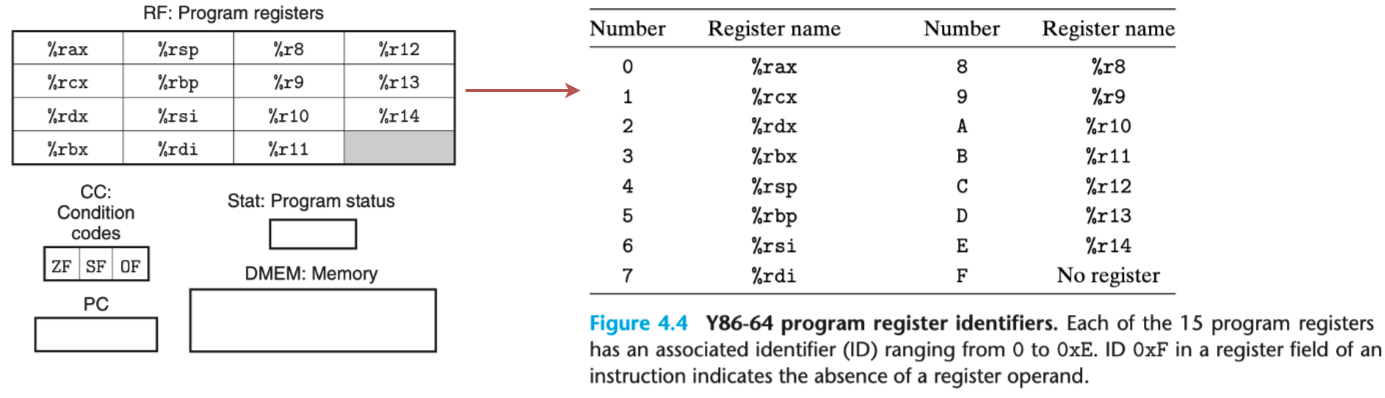 RF: Program registers
%rax %rsp %r8 %r12
%rcx %rbp %r9 %r13
%rdx %rsi %r10 %r14
%rbx %rdi %r11
CC:
Condition
codes
ZF SF OF
Stat: Program status
DMEM: Memory
PC
Number Register name Number Register name
0 %rax 8 %r8
1 %rcx 9 %r9
2 %rdx A %r10
3 %rbx B %r11
4 %rsp C %r12
5 %rbp D %r13
6 %rsi E %r14
7 %rdi F No register
Figure 4.4 Y86-64 program register identifiers. Each of the 15 program registers
has an associated identifier (ID) ranging from 0 to 0xE. ID 0xF in a register field of an
instruction indicates the absence of a register operand.